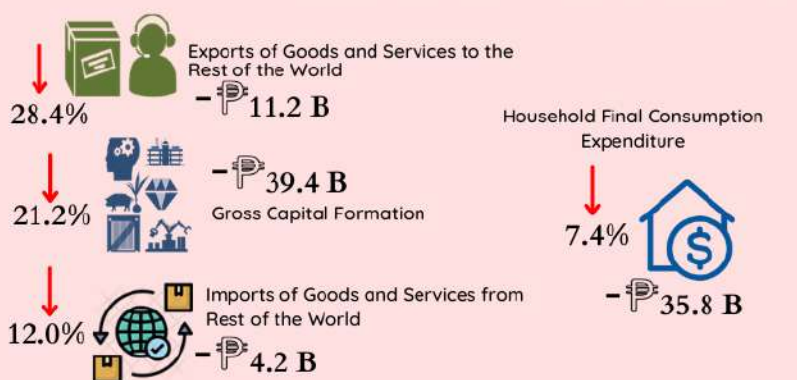 Exports of Goods and Services to the
Rest of the World
28.4%
-₱11.2 B
21.2%
-₱39.4 B
Gross Capital Formation
12.0%
Imports of Goods and Services from
Rest of the World
-₱4.2 B
Household Final Consumption
Expenditure
7.4%
$
-₱35.8 B